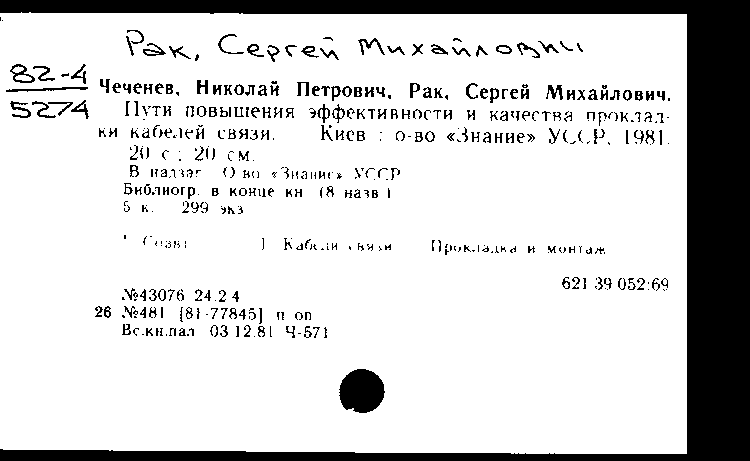 Рак, Сергей Михайлович
82-4
5274
Чеченев, Николай Петрович, Рак, Сергей Михайлович.
Пути повышения эффективности и качества проклад-
ки кабелей связи. Киев : о-во «Знание» УССР, 1981.
20 с ; 20 см.
В надзаг О во «Знание» УССР
Библиогр. в конце кн (8 назв )
5 к. 299 экз
1 Кабели связи Прокладка и монтаж
621 39 052:69
№43076 24.2 4
26 №481 [81-77845] п оп
Вс.кн.пал 03 12.81 Ч-571